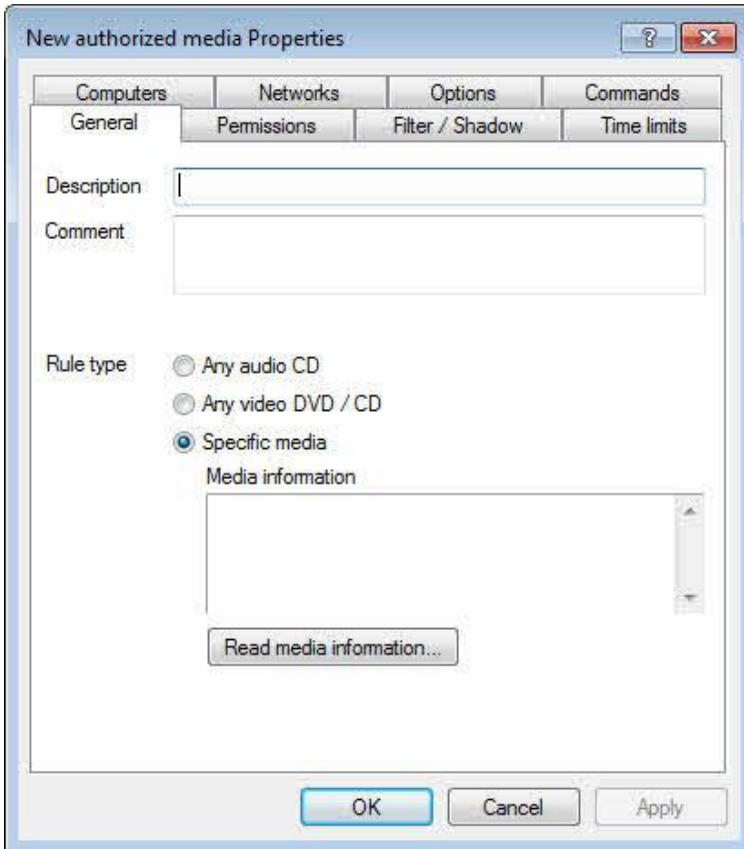 New authorized media Properties
Computers Networks Options Commands
General Permissions Filter / Shadow Time limits
Description
Comment
Rule type
Any audio CD
Any video DVD / CD
Specific media
Media information
Read media information...
OK Cancel Apply